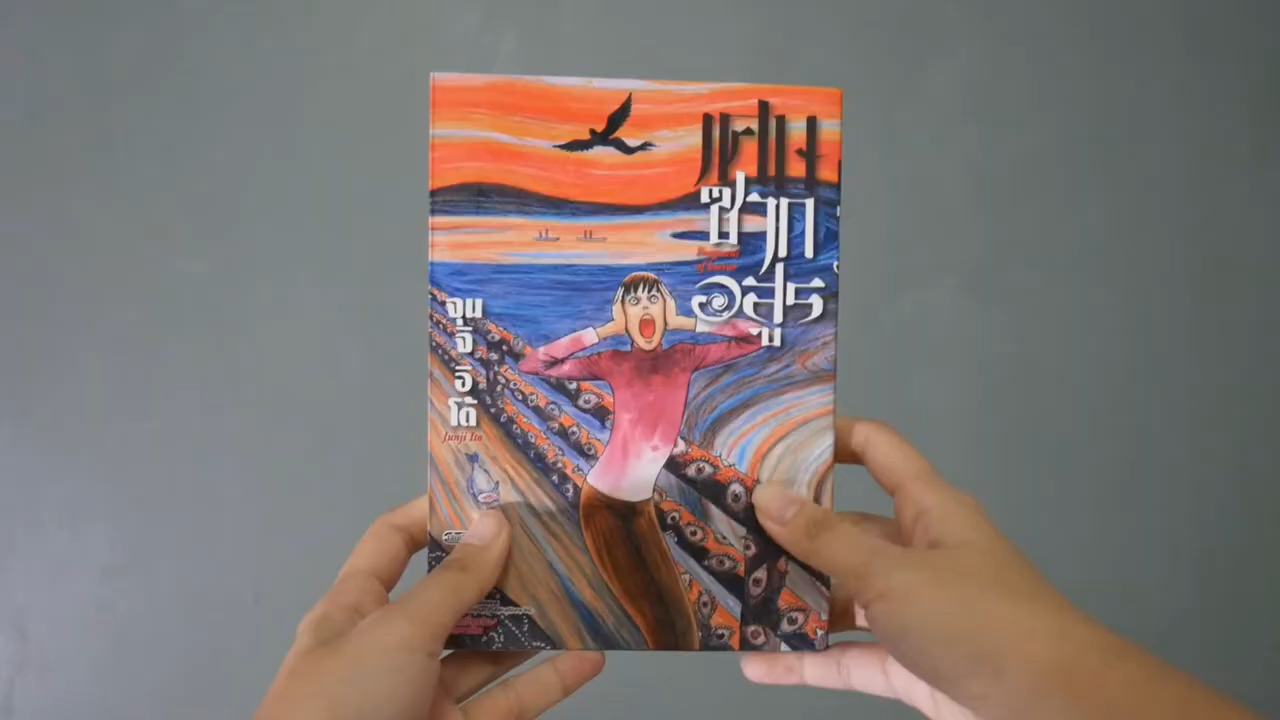 แฟน
ซาก
อสูร
Fragments
of horror
จุน
จิ
อิ
โต้
Junji Ito